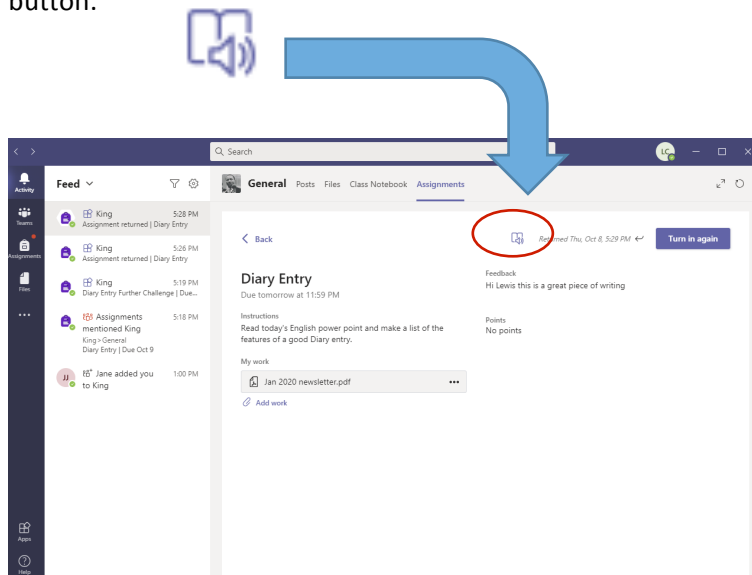 button.
Search
LC
Activity
Teams
Assignments
Files
Apps
Help
Feed
King 5:28 PM
Assignment returned | Diary Entry
King 5:26 PM
Assignment returned | Diary Entry
King 5:19 PM
Diary Entry Further Challenge | Due...
Assignments 5:18 PM
mentioned King
King > General
Diary Entry | Due Oct 9
JJ
Jane added you 1:00 PM
to King
General Posts Files Class Notebook Assignments
Back
Returned Thu, Oct 8, 5:29 PM
Turn in again
Diary Entry
Due tomorrow at 11:59 PM
Instructions
Read today's English power point and make a list of the
features of a good Diary entry.
My work
Jan 2020 newsletter.pdf
Add work
Feedback
Hi Lewis this is a great piece of writing
Points
No points